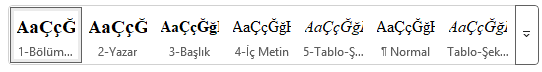 AaÇçĞ AaÇçĞ AaÇçĞğl AaÇçĞğI AaÇçĞğI AaÇçĞğI AaÇçĞğI
1-Bölüm... 2-Yazar 3-Başlık 4-İç Metin 5-Tablo-Ş... ¶ Normal Tablo-Şek...